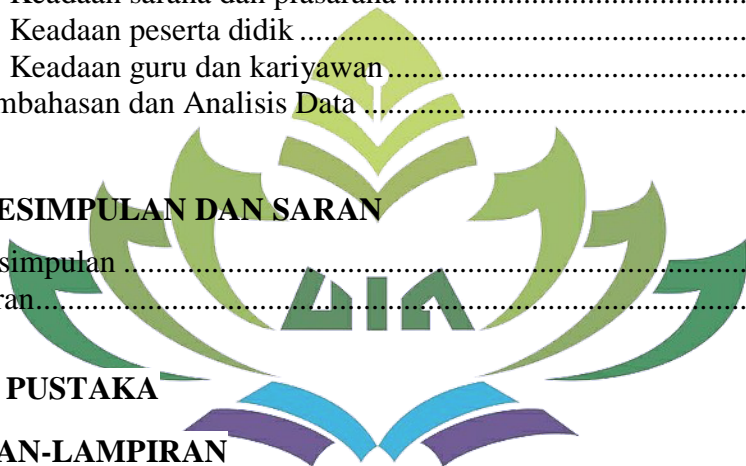 Keadaan sarana dan prasarana ........................................
Keadaan peserta didik ........................................................
Keadaan guru dan kariyawan .............................................
mbahasan dan Analisis Data ................................................
ESIMPULAN DAN SARAN
simpulan ...............................................................................
ran..........................................................................................
UIN
PUSTAKA
AN-LAMPIRAN